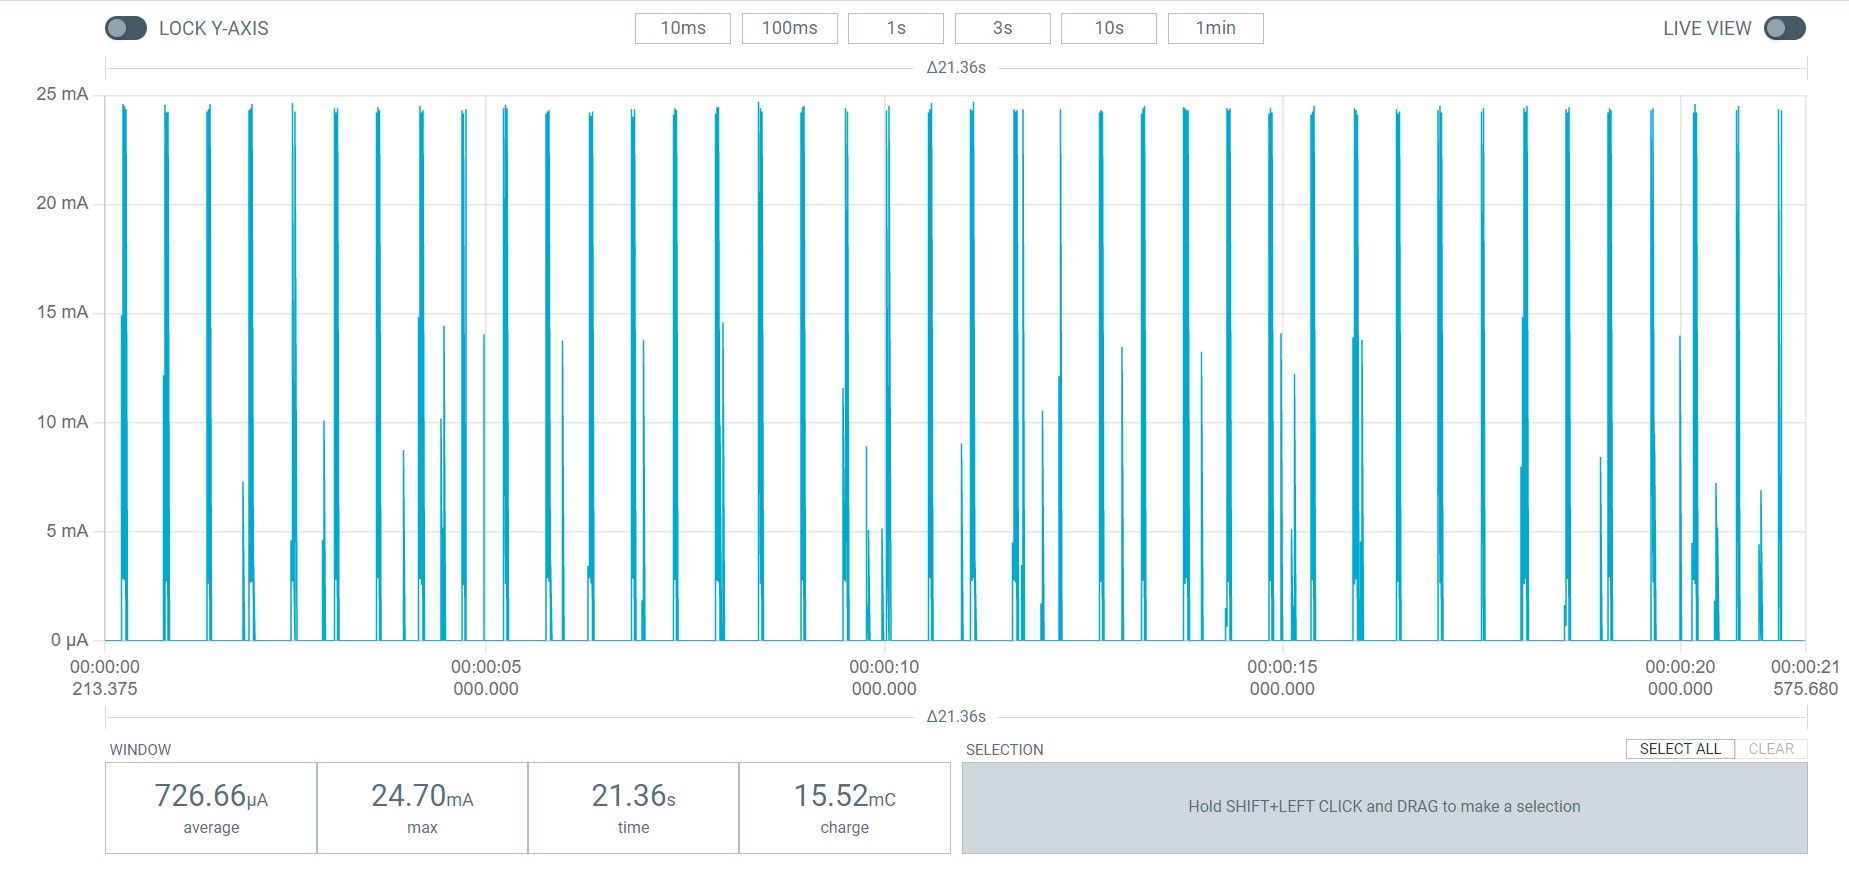 LOCK Y-AXIS 10ms 100ms 1s 3s 10s 1min LIVE VIEW
Δ21.36s
25 mA
20 mA
15 mA
10 mA
5 mA
0 µA
00:00:00 00:00:05 00:00:10 00:00:15 00:00:20 00:00:21
213.375 000.000 000.000 000.000 000.000 575.680
Δ21.36s
WINDOW SELECTION SELECT ALL CLEAR
726.66µA 24.70mA 21.36s 15.52mC
average max time charge
Hold SHIFT+LEFT CLICK and DRAG to make a selection